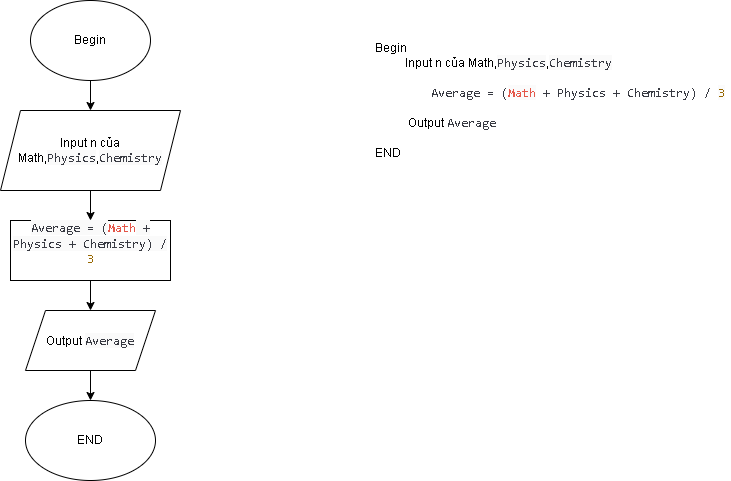 Begin
Input n của
Math,Physics,Chemistry
Average = (Math +
Physics + Chemistry) /
3
Output Average
END
Begin
Input n của Math,Physics,Chemistry
Average = (Math + Physics + Chemistry) / 3
Output Average
END